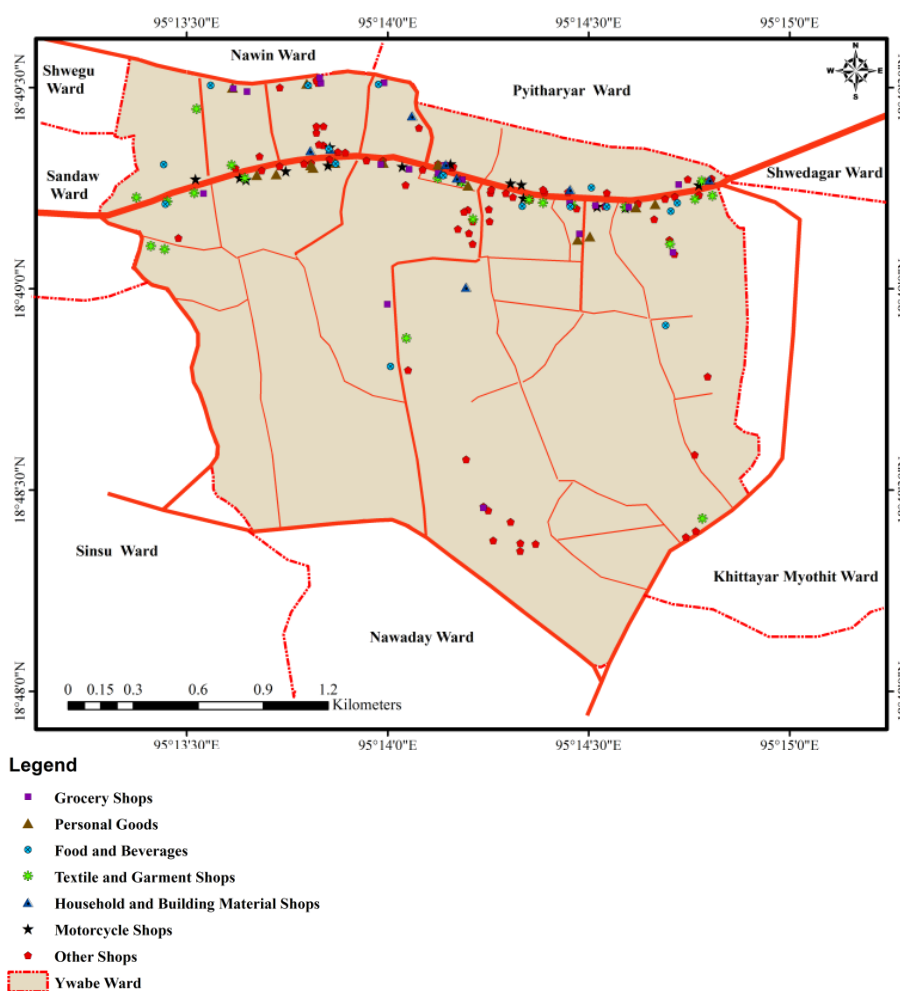 95°13'30"E 95°14'0"E 95°14'30"E 95°15'0"E
Nawin Ward
N
W E
S
Shwegu
Ward
Pyitharyar Ward
18°49'30"N
Sandaw
Ward
Shwedagar Ward
18°49'0"N
18°48'30"N
Sinsu Ward
Khittayar Myothit Ward
Nawaday Ward
18°48'0"N
0 0.15 0.3 0.6 0.9 1.2
Kilometers
95°13'30"E 95°14'0"E 95°14'30"E 95°15'0"E
Legend
Grocery Shops
Personal Goods
Food and Beverages
Textile and Garment Shops
Household and Building Material Shops
Motorcycle Shops
Other Shops
Ywabe Ward